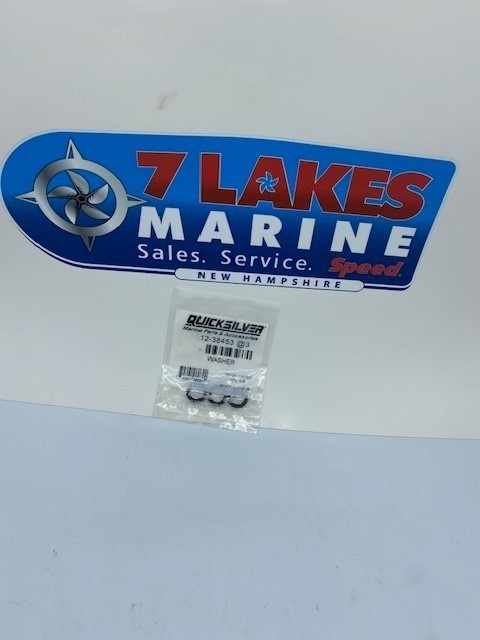 7 LAKES
MARINE
Sales. Service. Speed.
NEW HAMPSHIRE
QUICKSILVER
Marine Parts & Accessories
12-38453 @3
WASHER